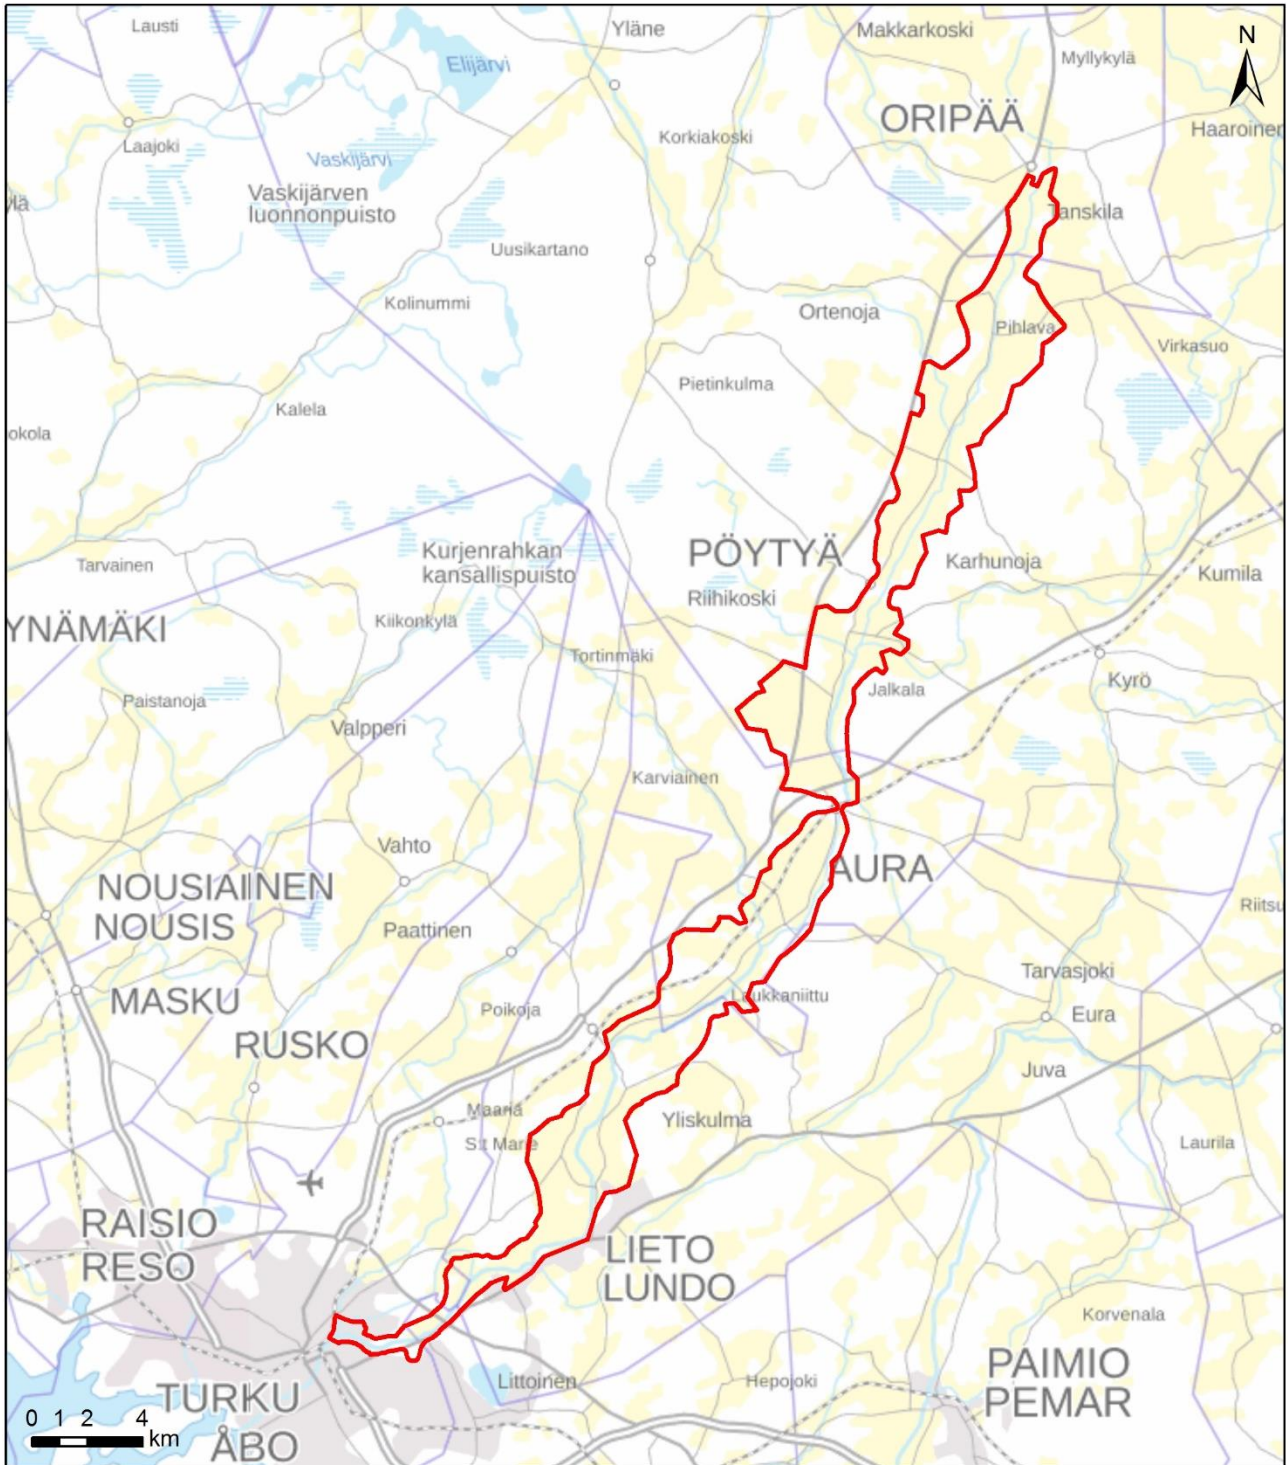 Lausti
Yläne
Makkarkoski
N
Elijärvi
Myllykylä
ORIPÄÄ
Haaroinen
Laajoki
Korkiakoski
Vaskijärvi
Vaskijärven
luonnonpuisto
ylä
Tanskila
Uusikartano
Kolinummi
Ortenoja
Pihlava
Virkasuo
Pietinkulma
Kalela
okola
Kurjenrahkan
kansallispuisto
PÖYTYÄ
Karhunoja
Tarvainen
Kumila
Riihikoski
YNÄMÄKI
Kiikonkylä
Tortinmäki
Kyrö
Paistanoja
Jalkala
Valpperi
Karviainen
Vahto
AURA
NOUSIAINEN
NOUSIS
Riitsu
Paattinen
Tarvasjoki
MASKU
Poikoja
Leukkaniittu
Eura
RUSKO
Juva
Maaria
S:t Marie
Yliskulma
Laurila
RAISIO
RESO
LIETO
LUNDO
Korvenala
PAIMIO
PEMAR
TURKU
ÅBO
Littoinen
Hepojoki
0 1 2 4
km